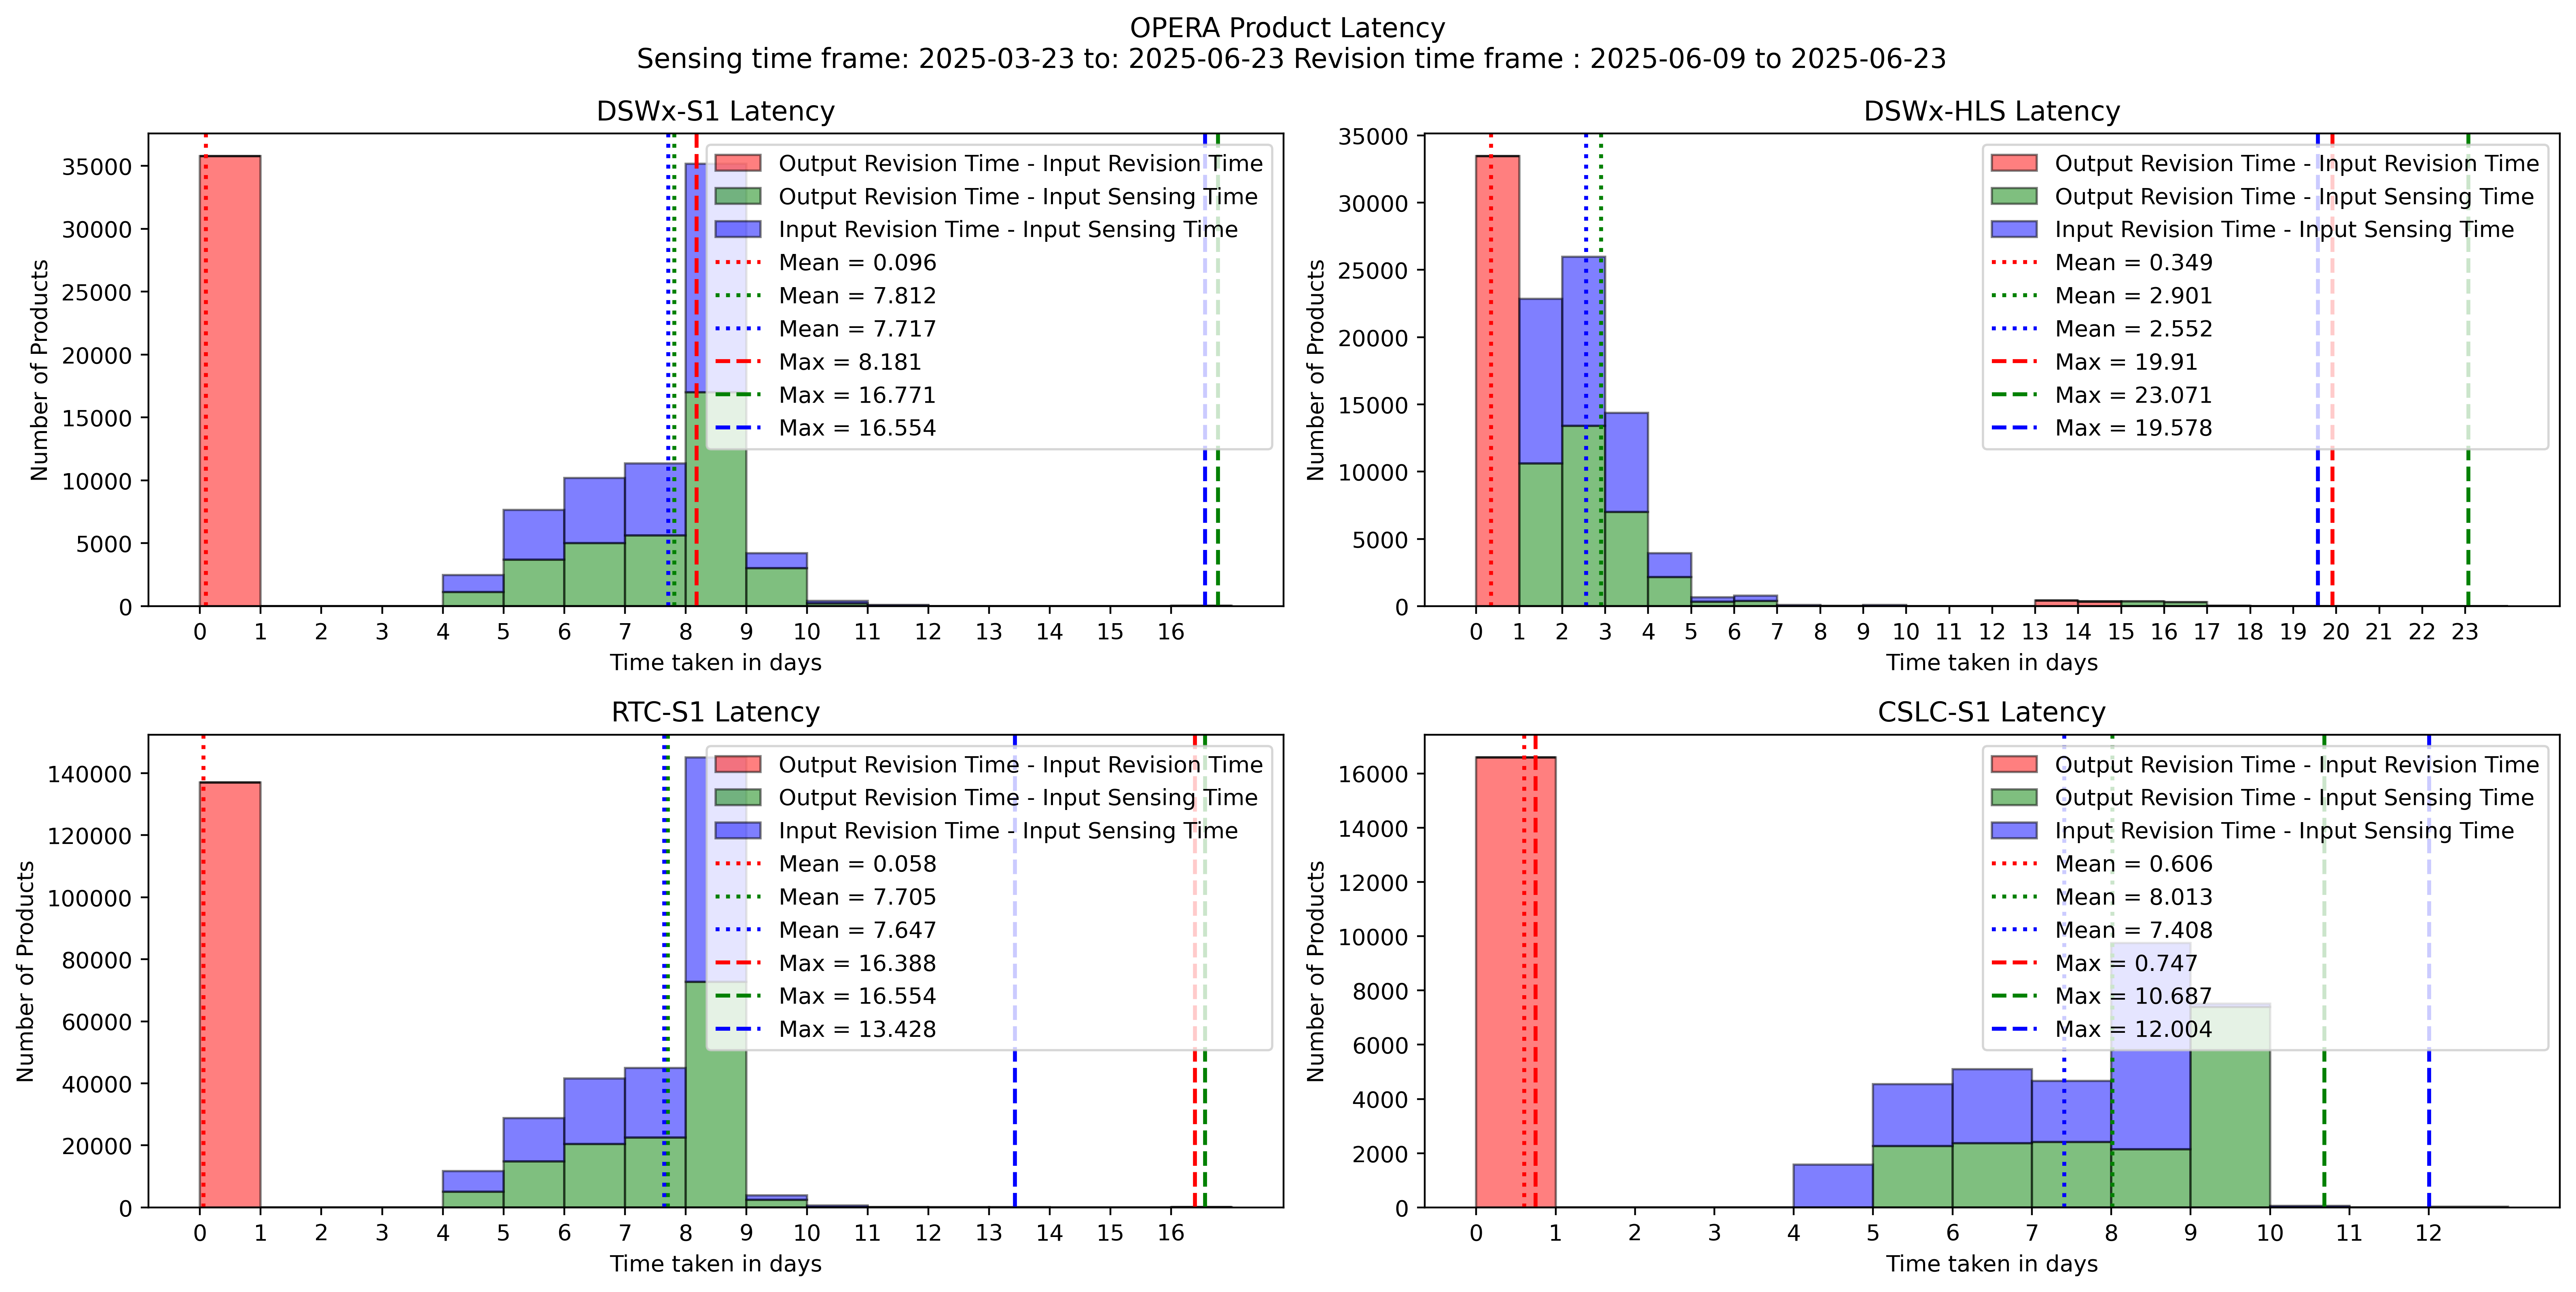 OPERA Product Latency
Sensing time frame: 2025-03-23 to: 2025-06-23 Revision time frame : 2025-06-09 to 2025-06-23
DSWx-S1 Latency
Number of Products
35000
30000
25000
20000
15000
10000
5000
0
Output Revision Time - Input Revision Time
Output Revision Time - Input Sensing Time
Input Revision Time - Input Sensing Time
Mean = 0.096
Mean = 7.812
Mean = 7.717
Max = 8.181
Max = 16.771
Max = 16.554
0 1 2 3 4 5 6 7 8 9 10 11 12 13 14 15 16
Time taken in days
DSWx-HLS Latency
Number of Products
35000
30000
25000
20000
15000
10000
5000
0
Output Revision Time - Input Revision Time
Output Revision Time - Input Sensing Time
Input Revision Time - Input Sensing Time
Mean = 0.349
Mean = 2.901
Mean = 2.552
Max = 19.91
Max = 23.071
Max = 19.578
0 1 2 3 4 5 6 7 8 9 10 11 12 13 14 15 16 17 18 19 20 21 22 23
Time taken in days
RTC-S1 Latency
Number of Products
140000
120000
100000
80000
60000
40000
20000
0
Output Revision Time - Input Revision Time
Output Revision Time - Input Sensing Time
Input Revision Time - Input Sensing Time
Mean = 0.058
Mean = 7.705
Mean = 7.647
Max = 16.388
Max = 16.554
Max = 13.428
0 1 2 3 4 5 6 7 8 9 10 11 12 13 14 15 16
Time taken in days
CSLC-S1 Latency
Number of Products
16000
14000
12000
10000
8000
6000
4000
2000
0
Output Revision Time - Input Revision Time
Output Revision Time - Input Sensing Time
Input Revision Time - Input Sensing Time
Mean = 0.606
Mean = 8.013
Mean = 7.408
Max = 0.747
Max = 10.687
Max = 12.004
0 1 2 3 4 5 6 7 8 9 10 11 12
Time taken in days